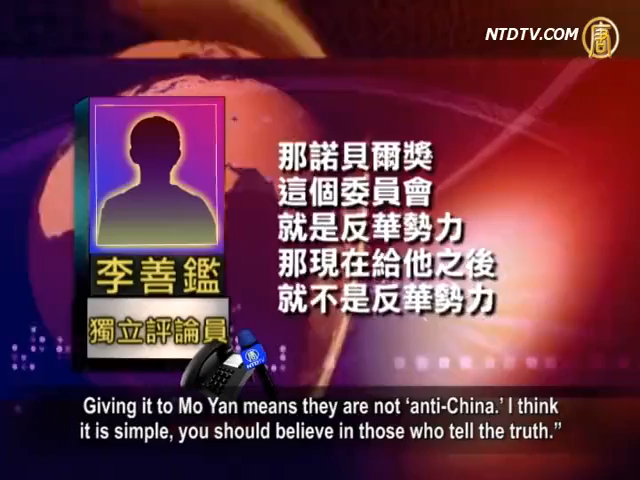 NTDTV.COM
唐
那諾貝爾獎
這個委員會
就是反華勢力
那現在給他之後
就不是反華勢力
李善鑑
獨立評論員
唐
NTDTV
Giving it to Mo Yan means they are not ‘anti-China.’ I think
it is simple, you should believe in those who tell the truth.”